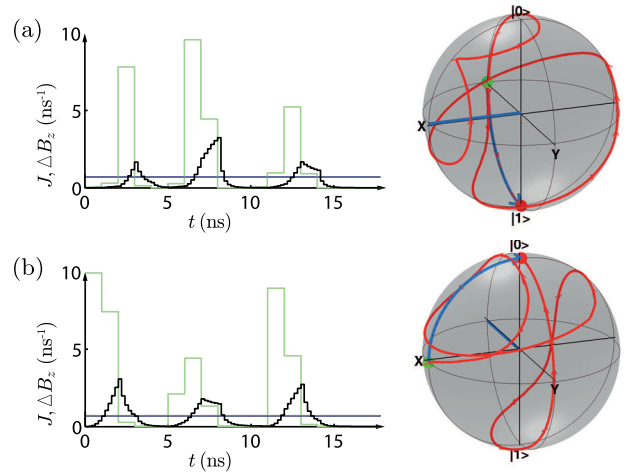 (a)
10
5
0
J, ΔB_z (ns⁻¹)
0 5 10 15
t (ns)
|0>
X
Y
|1>
(b)
10
5
0
J, ΔB_z (ns⁻¹)
0 5 10 15
t (ns)
|0>
X
Y
|1>